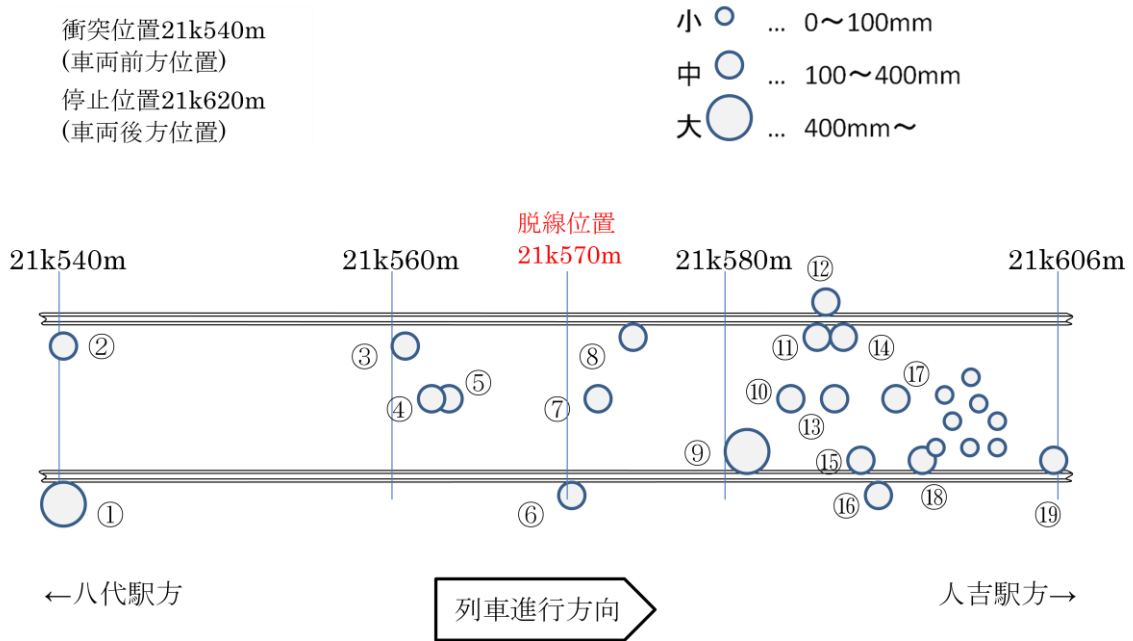 衝突位置21k540m
(車両前方位置)
停止位置21k620m
(車両後方位置)
小 … 0～100mm
中 … 100～400mm
大 … 400mm～
脱線位置
21k540m 21k560m 21k570m 21k580m 21k606m
⑫
② ③ ⑧ ⑪ ⑭
④ ⑤ ⑦ ⑩ ⑬ ⑰
⑨ ⑮
① ⑥ ⑯ ⑱ ⑲
←八代駅方 列車進行方向 人吉駅方→